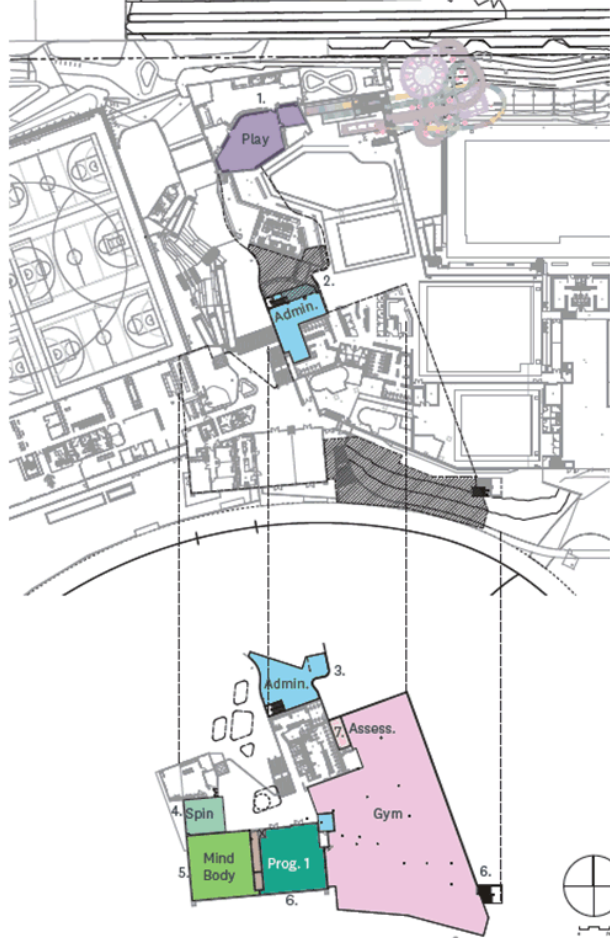 1.
Play
2.
Admin.
Admin.
3.
7.
Assess.
4.
Spin
Gym
5.
Mind
Body
Prog. 1
6.
6.